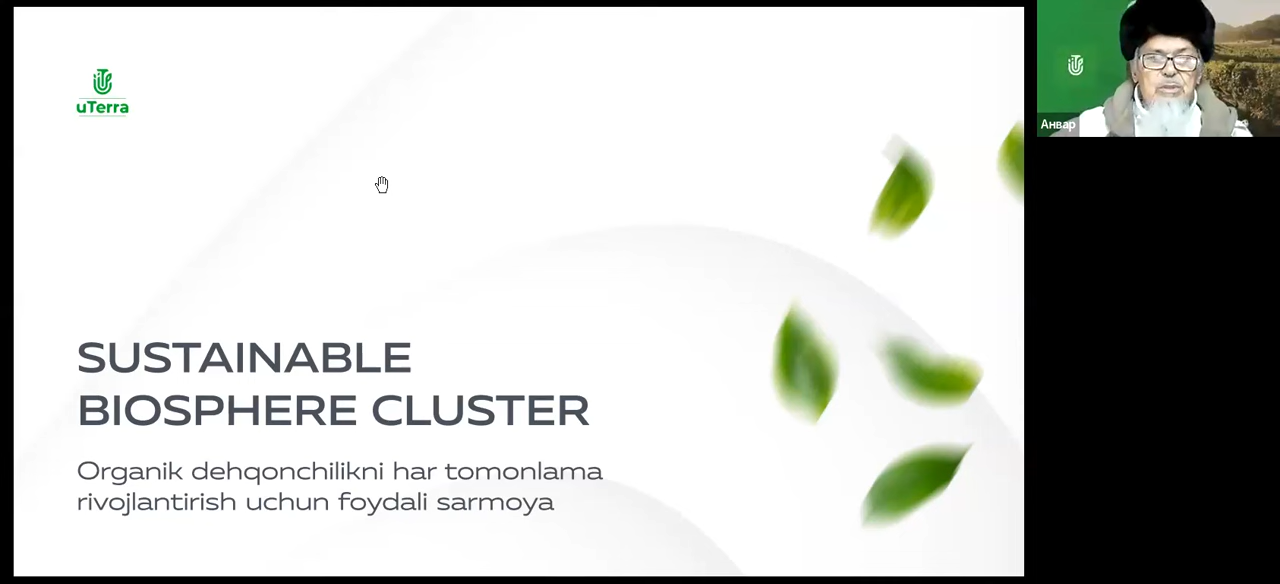 uTerra
SUSTAINABLE
BIOSPHERE CLUSTER
Organik dehqonchilikni har tomonlama
rivojlantirish uchun foydali sarmoya
Анвар